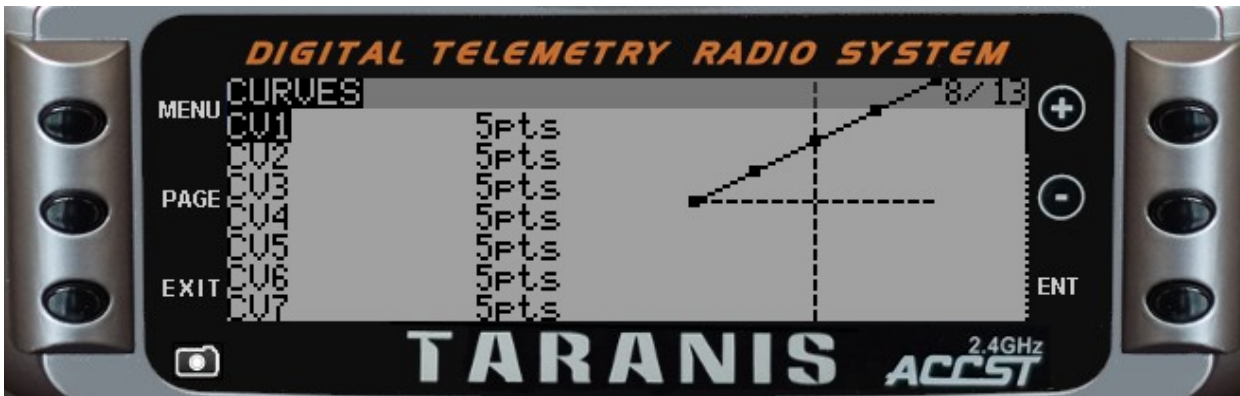 DIGITAL TELEMETRY RADIO SYSTEM
MENU
CURVES 8/13
CV1 5pts
CV2 5pts
PAGE
CV3 5pts
CV4 5pts
CV5 5pts
EXIT
CV6 5pts
ENT
CV7 5pts
TARANIS
2.4GHz
ACCST